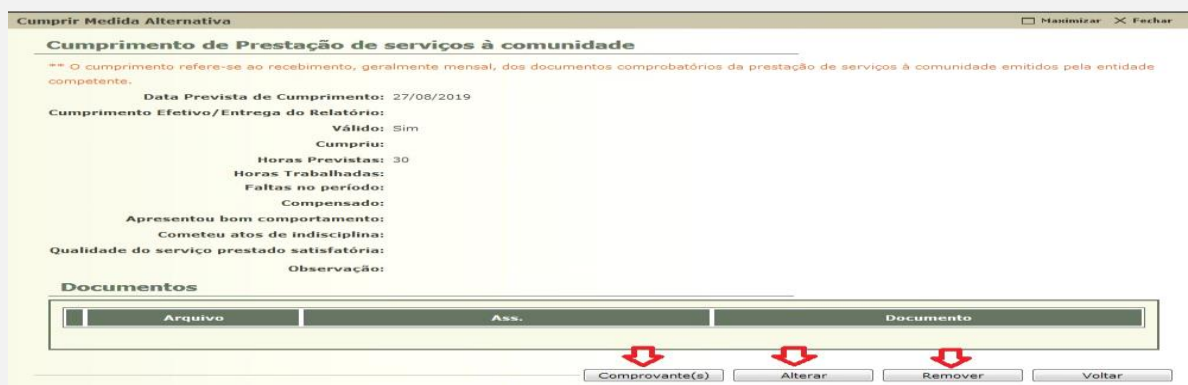 Cumprir Medida Alternativa Maximizar Fechar
Cumprimento de Prestação de serviços à comunidade
** O cumprimento refere-se ao recebimento, geralmente mensal, dos documentos comprobatórios da prestação de serviços à comunidade emitidos pela entidade
competente.
Data Prevista de Cumprimento: 27/08/2019
Cumprimento Efetivo/Entrega do Relatório:
Válido: Sim
Cumpriu:
Horas Previstas: 30
Horas Trabalhadas:
Faltas no período:
Compensado:
Apresentou bom comportamento:
Cometeu atos de indisciplina:
Qualidade do serviço prestado satisfatória:
Observação:
Documentos
Arquivo Ass. Documento
Comprovante(s) Alterar Remover Voltar